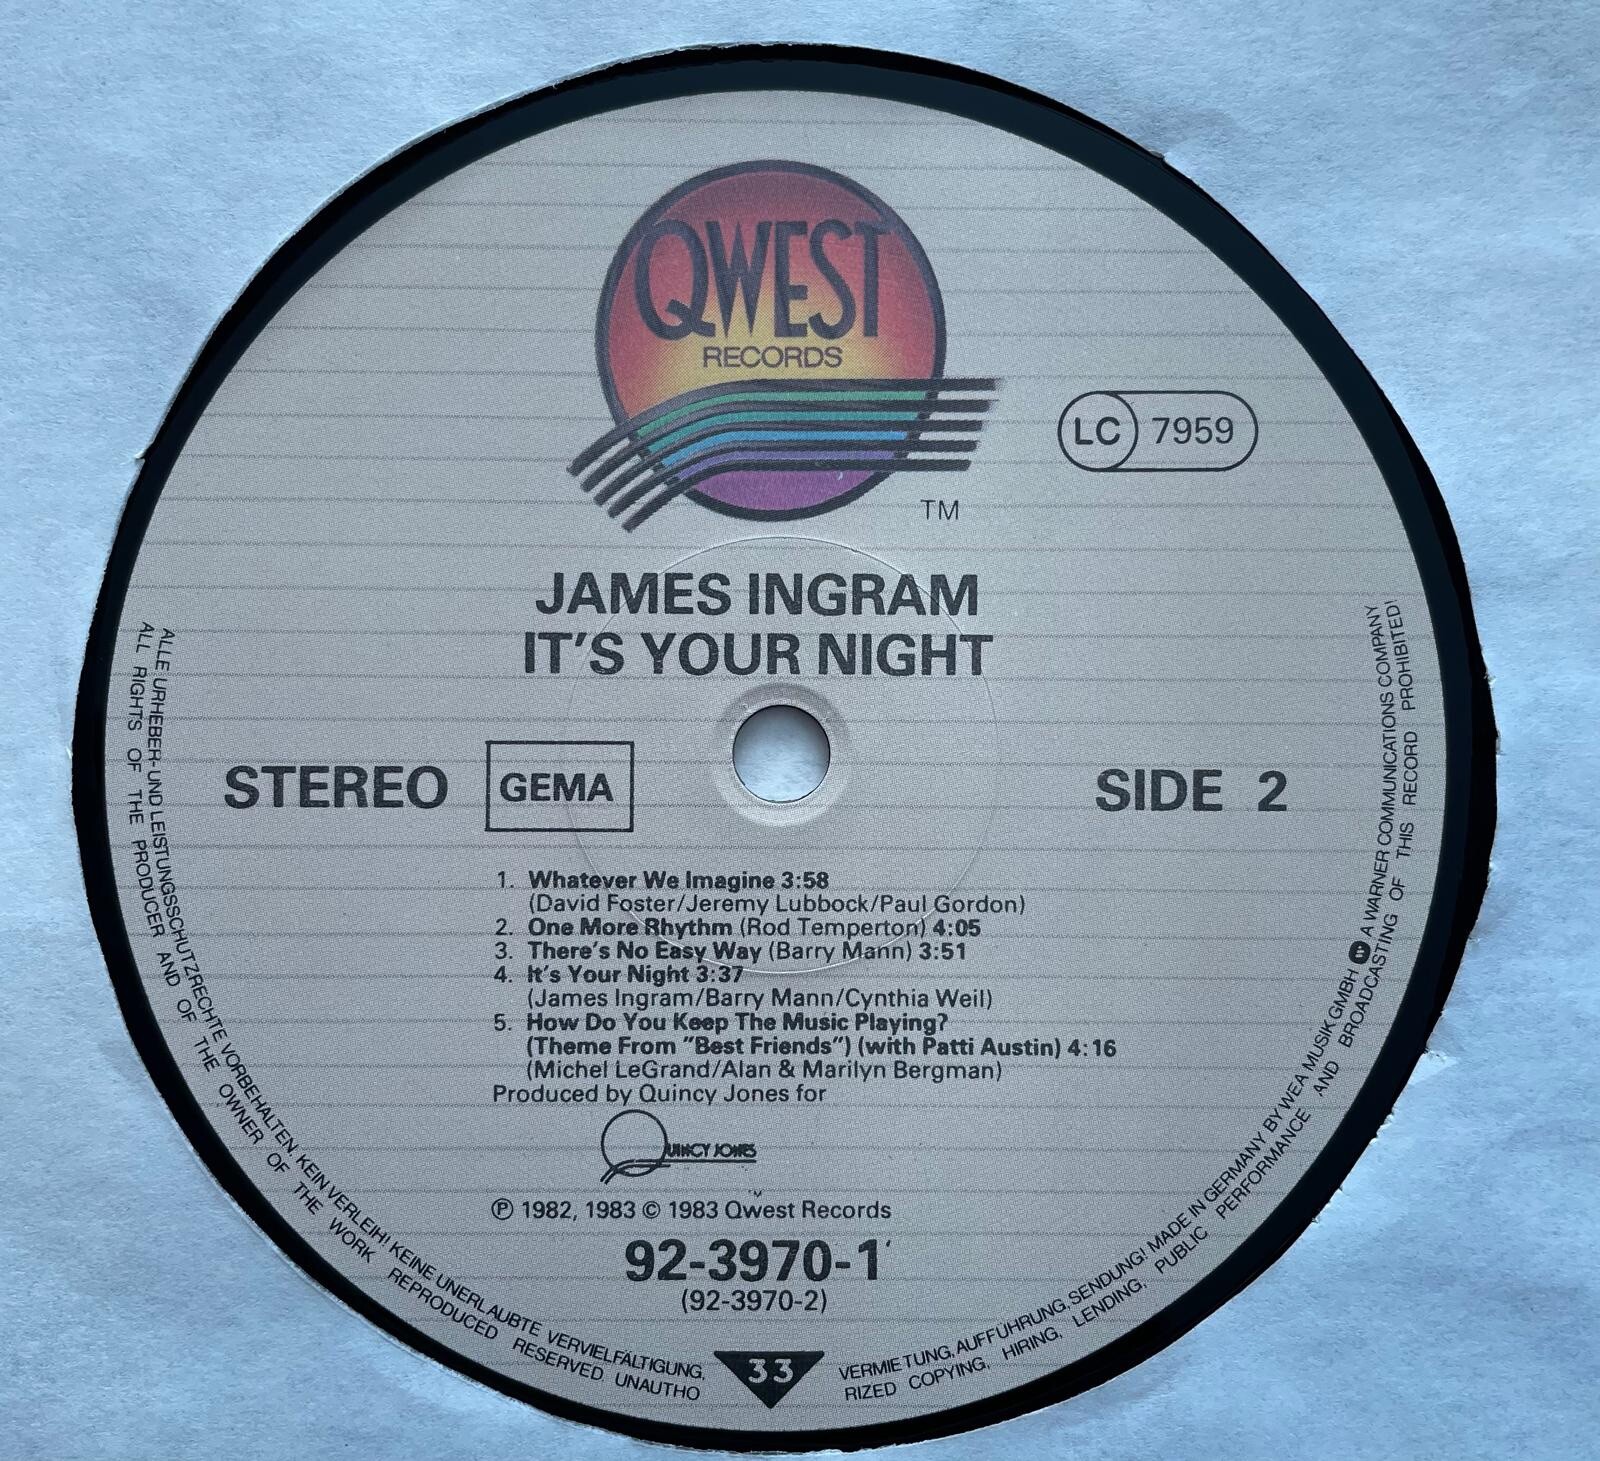 QWEST
RECORDS
LC 7959
TM
JAMES INGRAM
IT'S YOUR NIGHT
STEREO GEMA SIDE 2
1. Whatever We Imagine 3:58
(David Foster/Jeremy Lubbock/Paul Gordon)
2. One More Rhythm (Rod Temperton) 4:05
3. There's No Easy Way (Barry Mann) 3:51
4. It's Your Night 3:37
(James Ingram/Barry Mann/Cynthia Weil)
5. How Do You Keep The Music Playing?
(Theme From "Best Friends") (with Patti Austin) 4:16
(Michel LeGrand/Alan & Marilyn Bergman)
Produced by Quincy Jones for
QUINCY JONES
℗ 1982, 1983 © 1983 Qwest Records
92-3970-1
(92-3970-2)
33
ALLE URHEBER- UND LEISTUNGSSCHUTZRECHTE VORBEHALTEN. KEIN VERLEIH! KEINE UNERLAUBTE VERVIELFÄLTIGUNG, VERMIETUNG, AUFFÜHRUNG, SENDUNG! MADE IN GERMANY BY WEA MUSIK GMBH A WARNER COMMUNICATIONS COMPANY
ALL RIGHTS OF THE PRODUCER AND OF THE OWNER OF THE WORK REPRODUCED RESERVED. UNAUTHORIZED COPYING, HIRING, LENDING, PUBLIC PERFORMANCE AND BROADCASTING OF THIS RECORD PROHIBITED!